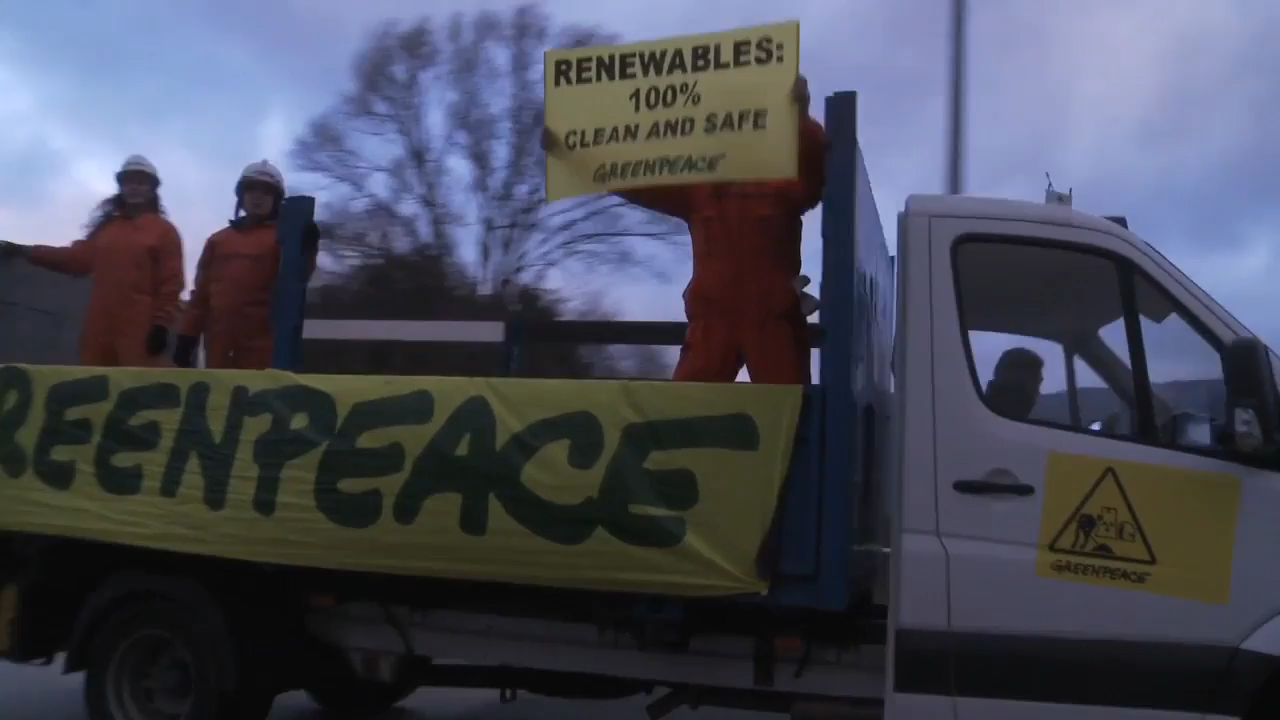 RENEWABLES:
100%
CLEAN AND SAFE
GREENPEACE
REENPEACE
GREENPEACE